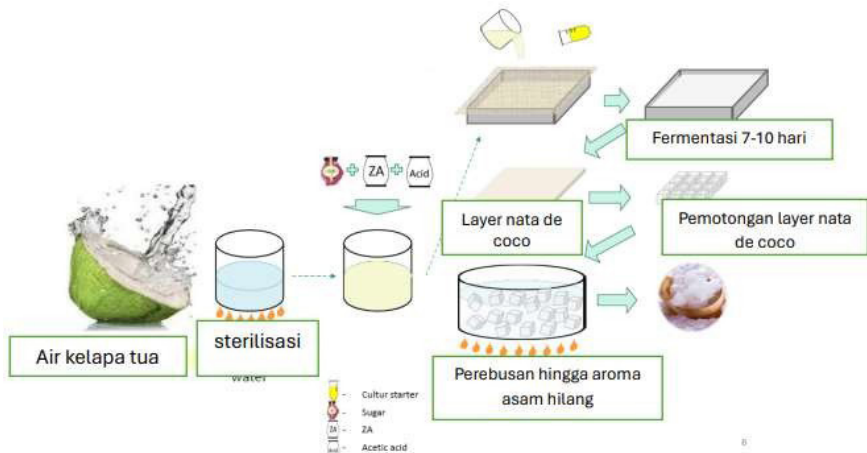 ZA
Acid
Fermentasi 7-10 hari
Layer nata de
coco
Pemotongan layer nata
de coco
Air kelapa tua
sterilisasi
water
Perebusan hingga aroma
asam hilang
- Cultur starter
- Sugar
ZA - ZA
- Acetic acid